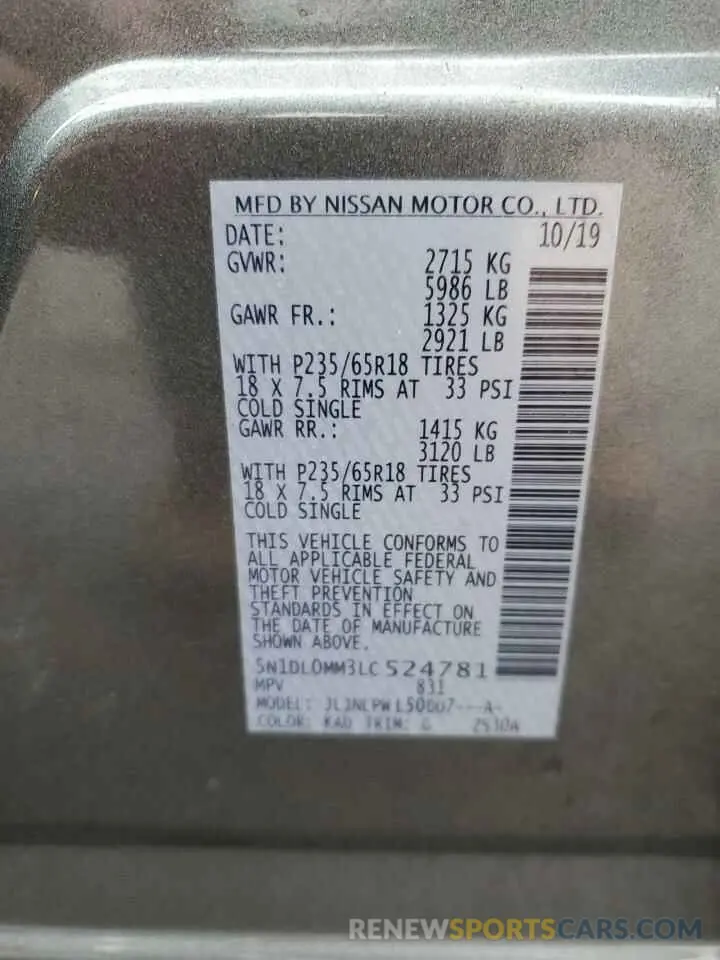 MFD BY NISSAN MOTOR CO., LTD.
DATE: 10/19
GVWR: 2715 KG
5986 LB
GAWR FR.: 1325 KG
2921 LB
WITH P235/65R18 TIRES
18 X 7.5 RIMS AT 33 PSI
COLD SINGLE
GAWR RR.: 1415 KG
3120 LB
WITH P235/65R18 TIRES
18 X 7.5 RIMS AT 33 PSI
COLD SINGLE
THIS VEHICLE CONFORMS TO
ALL APPLICABLE FEDERAL
MOTOR VEHICLE SAFETY AND
THEFT PREVENTION
STANDARDS IN EFFECT ON
THE DATE OF MANUFACTURE
SHOWN ABOVE.
5N1DL0MM3LC 524781
MPV 831
MODEL:
COLOR: KAD TRIM: G
RENEWSPORTSCARS.COM